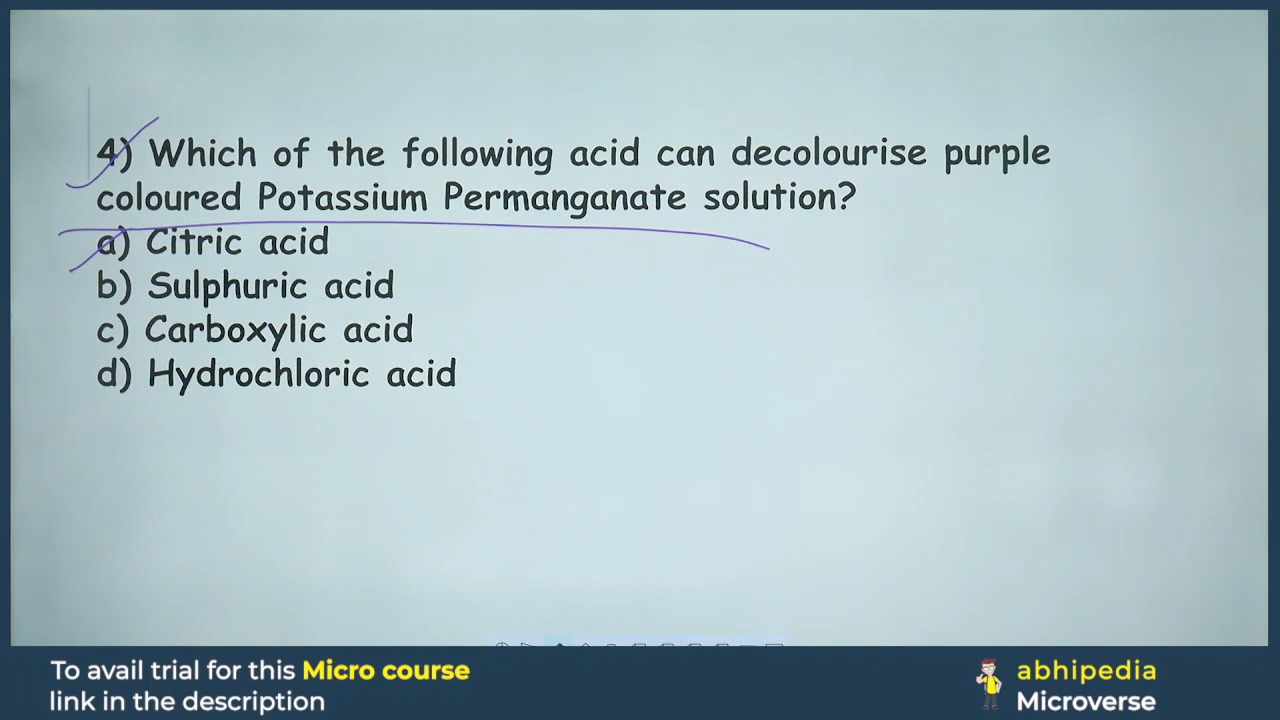 4) Which of the following acid can decolourise purple
coloured Potassium Permanganate solution?
a) Citric acid
b) Sulphuric acid
c) Carboxylic acid
d) Hydrochloric acid
To avail trial for this Micro course
link in the description
abhipedia
Microverse